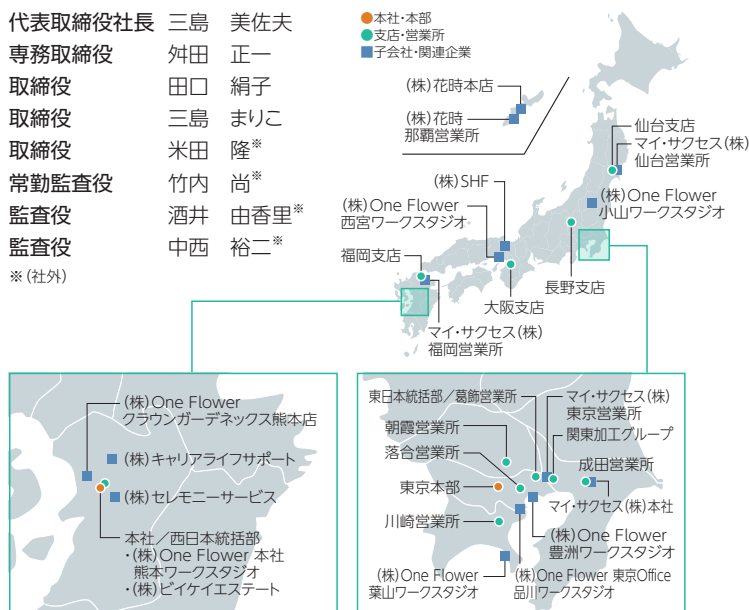 代表取締役社長 三島 美佐夫
専務取締役 舛田 正一
取締役 田口 絹子
取締役 三島 まりこ
取締役 米田 隆※
常勤監査役 竹内 尚※
監査役 酒井 由香里※
監査役 中西 裕二※
※(社外)
●本社・本部
●支店・営業所
■子会社・関連企業
(株)花時本店
(株)花時
那覇営業所
仙台支店
マイ・サクセス(株)
仙台営業所
(株)One Flower
小山ワークスタジオ
(株)SHF
(株)One Flower
西宮ワークスタジオ
福岡支店
長野支店
大阪支店
マイ・サクセス(株)
福岡営業所
(株)One Flower
クラウンガーデネックス熊本店
(株)キャリアライフサポート
(株)セレモニーサービス
本社/西日本統括部
・(株)One Flower 本社
熊本ワークスタジオ
・(株)ビイケイエステート
東日本統括部/葛飾営業所
マイ・サクセス(株)
東京営業所
朝霞営業所
関東加工グループ
落合営業所
成田営業所
東京本部
マイ・サクセス(株)本社
川崎営業所
(株)One Flower
豊洲ワークスタジオ
(株)One Flower
葉山ワークスタジオ
(株)One Flower 東京Office
品川ワークスタジオ